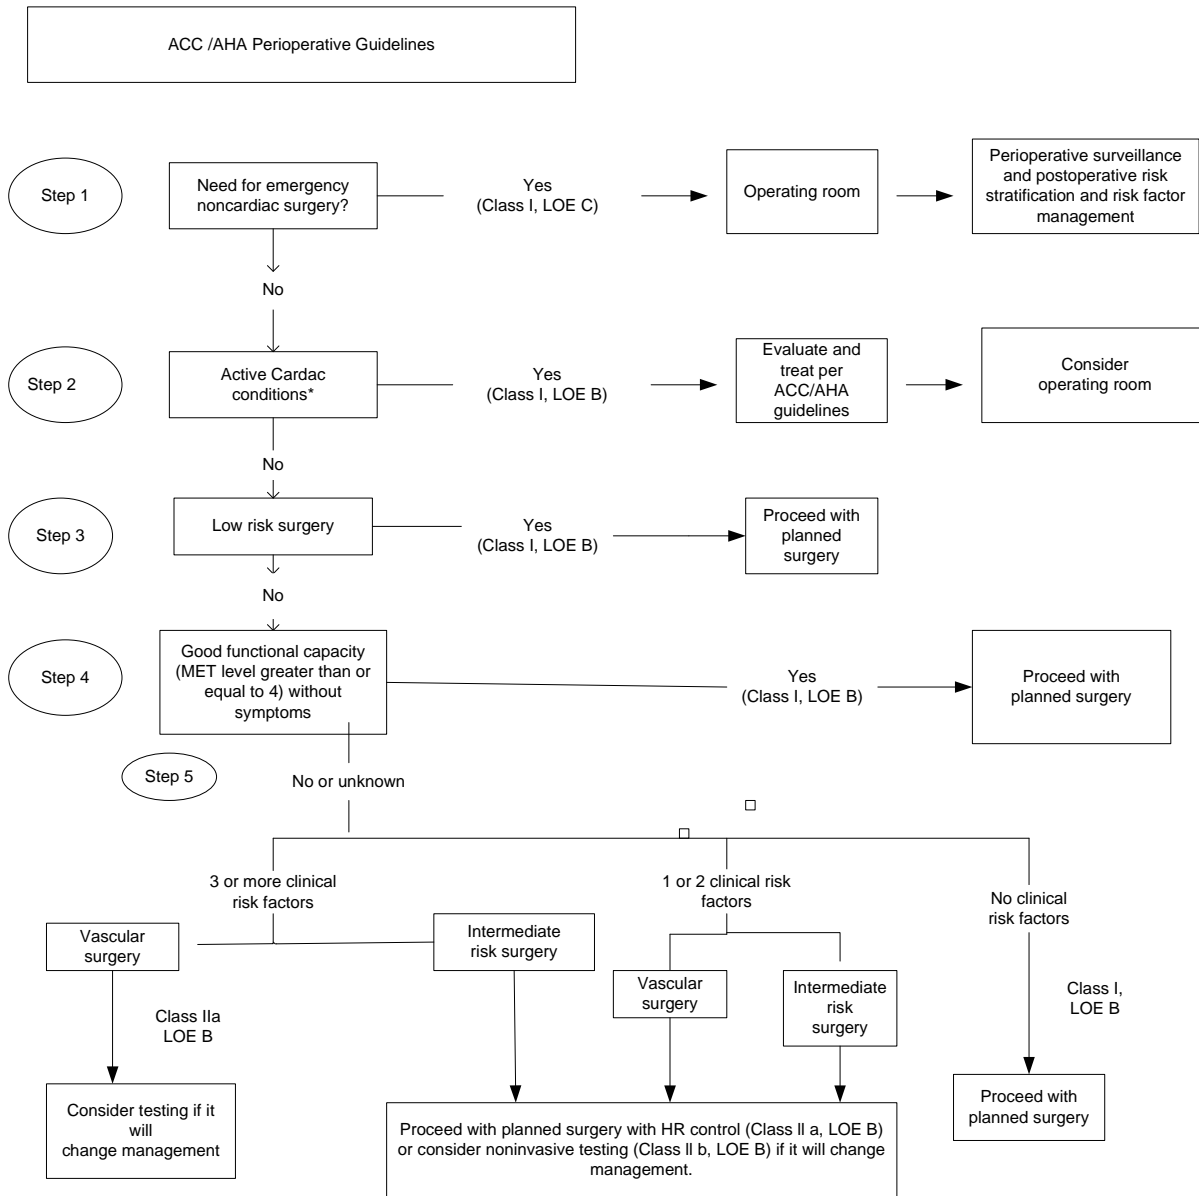 ACC /AHA Perioperative Guidelines
Step 1
Need for emergency
noncardiac surgery?
Yes
(Class I, LOE C)
Operating room
Perioperative surveillance
and postoperative risk
stratification and risk factor
management
No
Step 2
Active Cardac
conditions*
Yes
(Class I, LOE B)
Evaluate and
treat per
ACC/AHA
guidelines
Consider
operating room
No
Step 3
Low risk surgery
Yes
(Class I, LOE B)
Proceed with
planned
surgery
No
Step 4
Good functional capacity
(MET level greater than or
equal to 4) without
symptoms
Yes
(Class I, LOE B)
Proceed with
planned surgery
Step 5
No or unknown
3 or more clinical
risk factors
1 or 2 clinical risk
factors
No clinical
risk factors
Vascular
surgery
Intermediate
risk surgery
Vascular
surgery
Intermediate
risk
surgery
Class IIa
LOE B
Class I,
LOE B
Consider testing if it
will
change management
Proceed with planned surgery with HR control (Class ll a, LOE B)
or consider noninvasive testing (Class ll b, LOE B) if it will change
management.
Proceed with
planned surgery